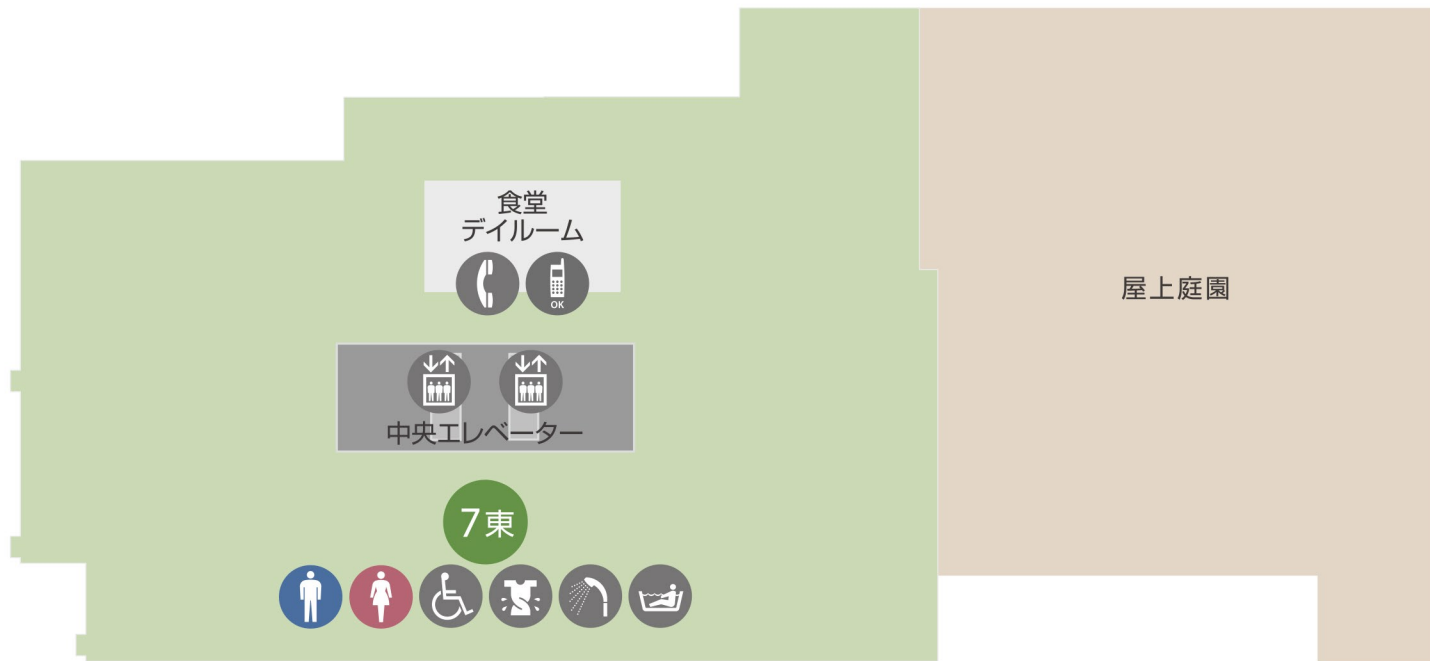 食堂
デイルーム
OK
屋上庭園
中央エレベーター
7東